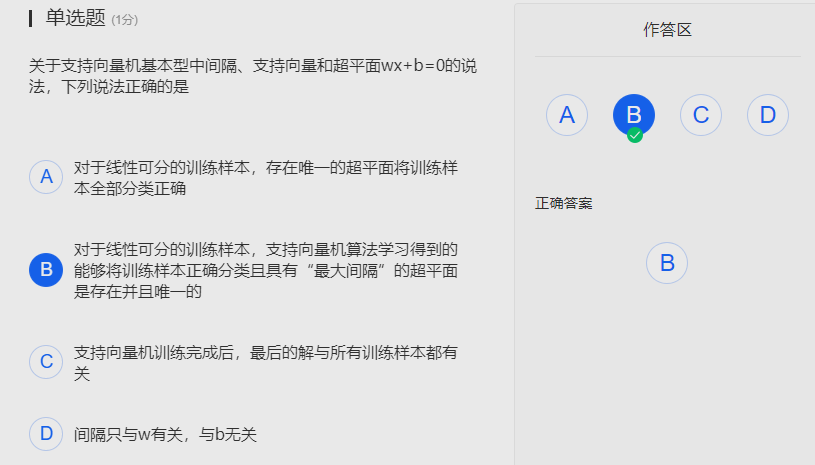 单选题 (1分)
关于支持向量机基本型中间隔、支持向量和超平面wx+b=0的说
法，下列说法正确的是
A 对于线性可分的训练样本，存在唯一的超平面将训练样
本全部分类正确
B 对于线性可分的训练样本，支持向量机算法学习得到的
能够将训练样本正确分类且具有“最大间隔”的超平面
是存在并且唯一的
C 支持向量机训练完成后，最后的解与所有训练样本都有
关
D 间隔只与w有关，与b无关
作答区
A B C D
正确答案
B